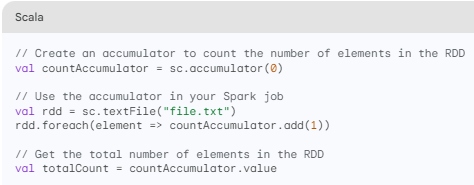 Scala
// Create an accumulator to count the number of elements in the RDD
val countAccumulator = sc.accumulator(0)
// Use the accumulator in your Spark job
val rdd = sc.textFile("file.txt")
rdd.foreach(element => countAccumulator.add(1))
// Get the total number of elements in the RDD
val totalCount = countAccumulator.value